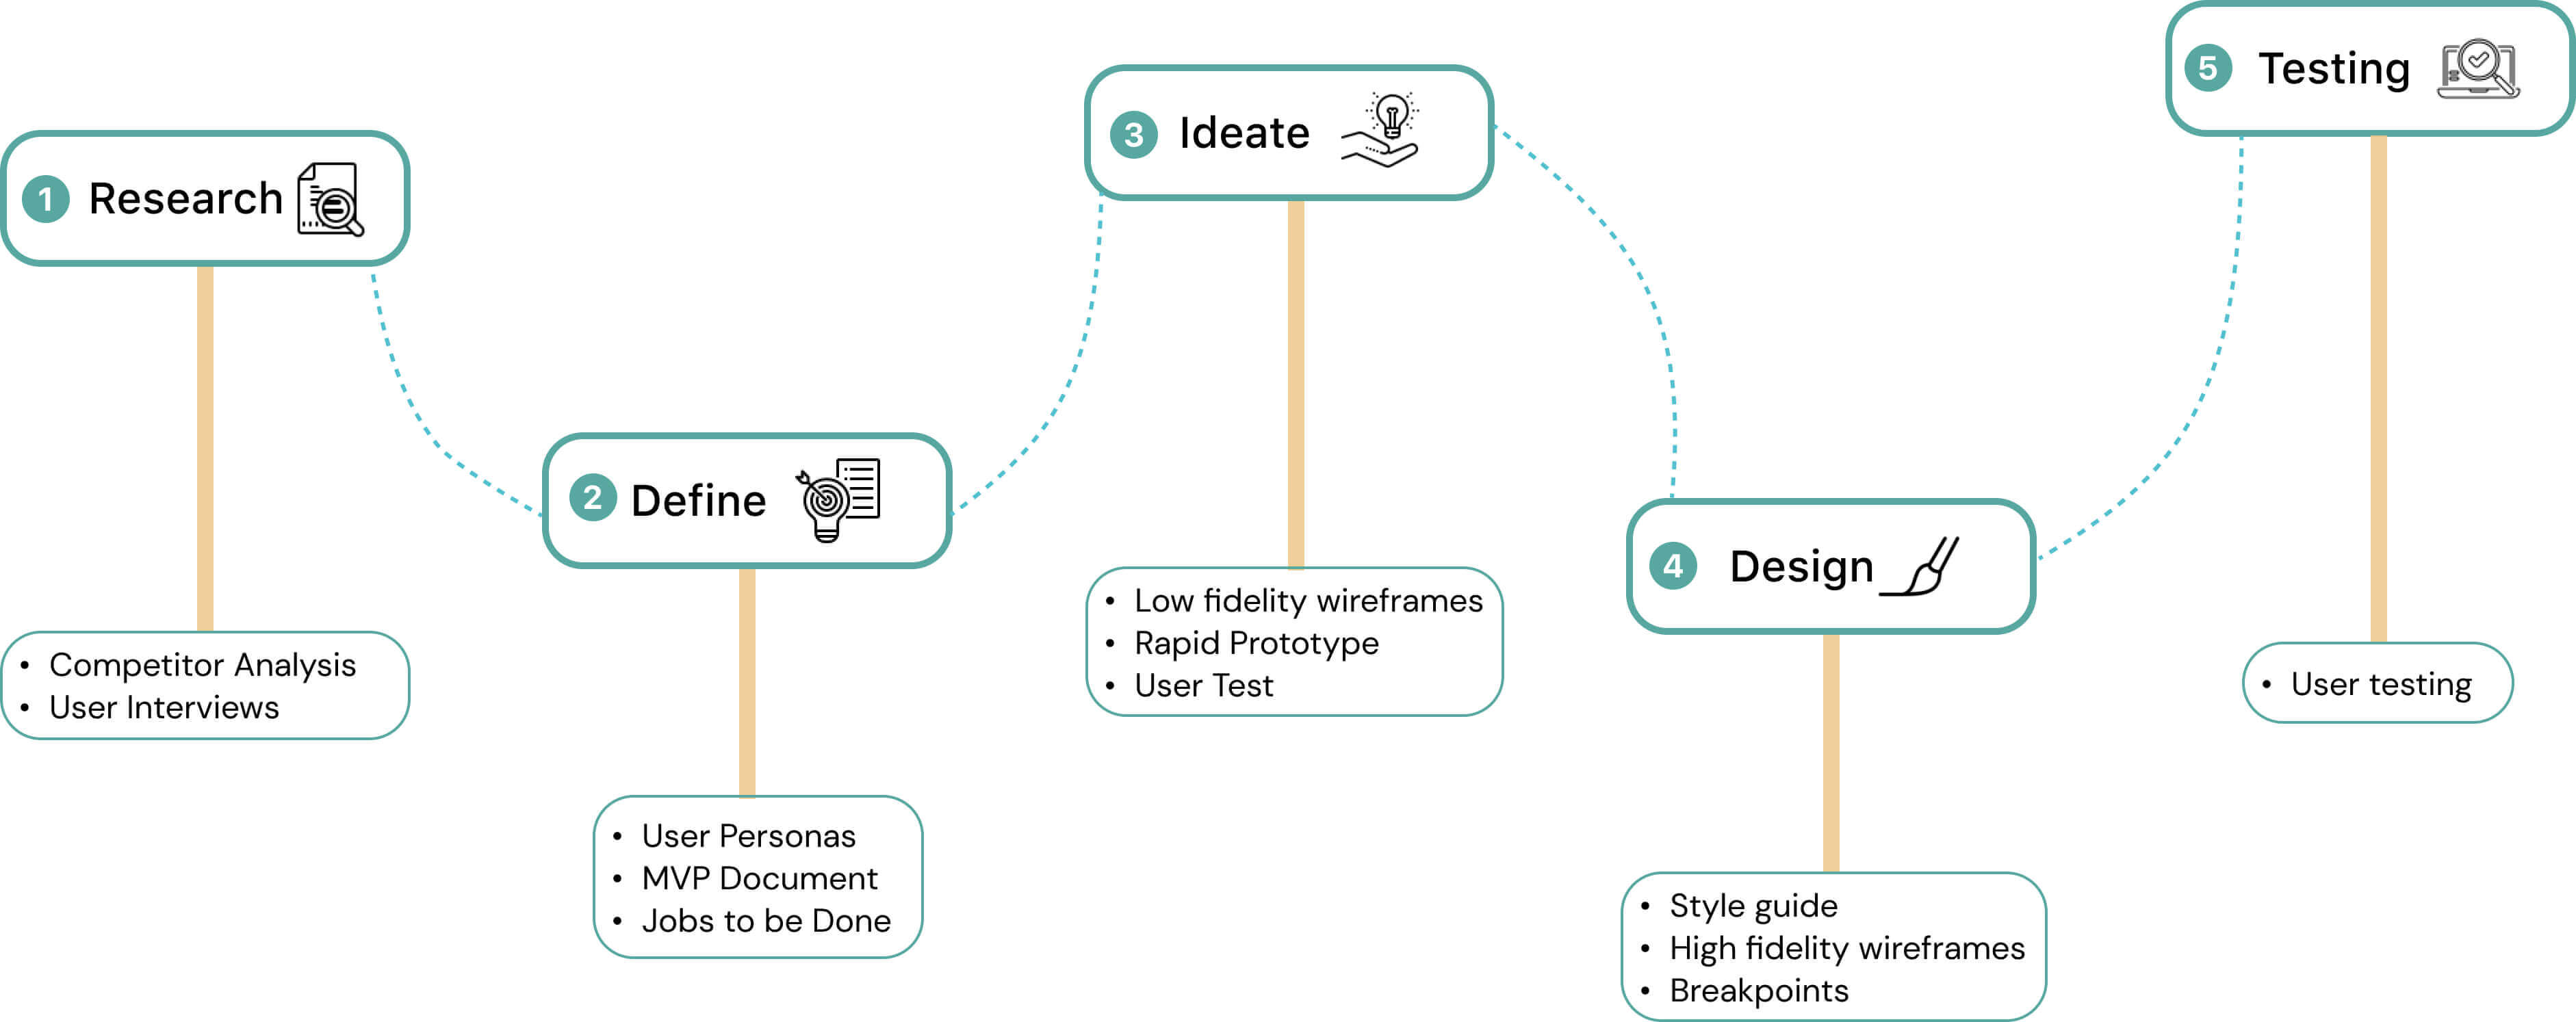 1 Research
• Competitor Analysis
• User Interviews
2 Define
• User Personas
• MVP Document
• Jobs to be Done
3 Ideate
• Low fidelity wireframes
• Rapid Prototype
• User Test
4 Design
• Style guide
• High fidelity wireframes
• Breakpoints
5 Testing
• User testing